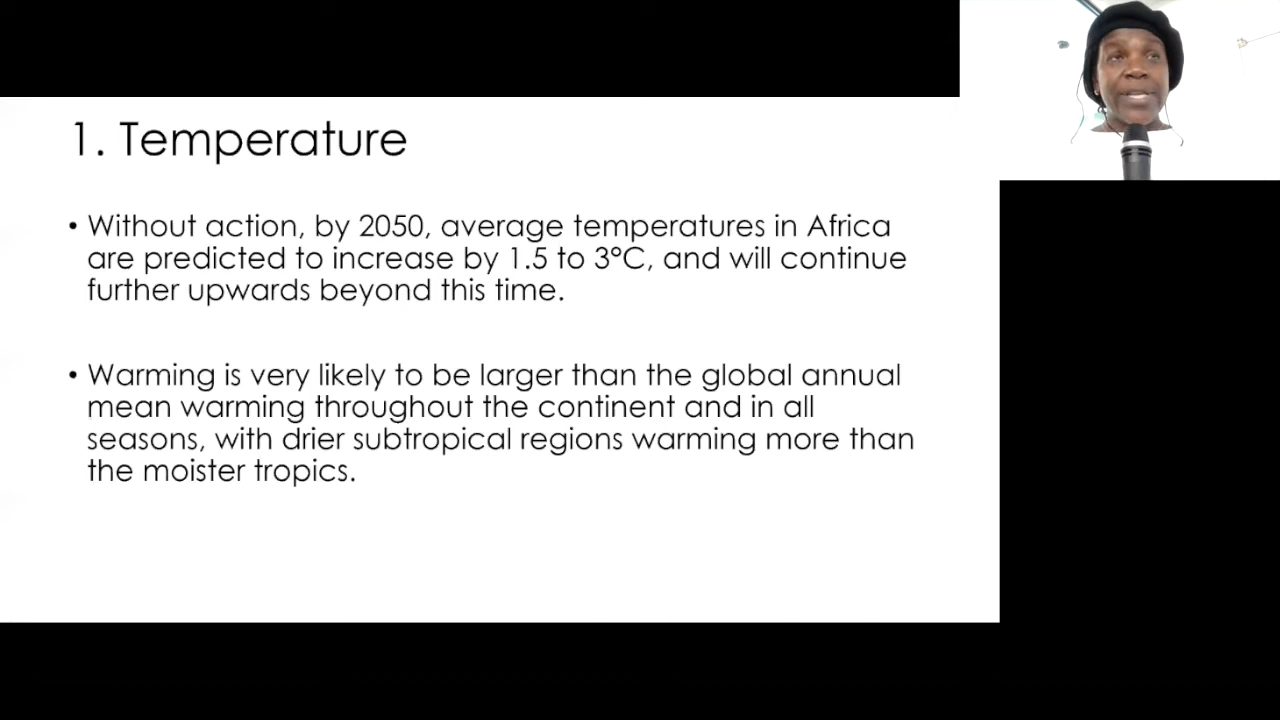 1. Temperature
• Without action, by 2050, average temperatures in Africa
are predicted to increase by 1.5 to 3°C, and will continue
further upwards beyond this time.
• Warming is very likely to be larger than the global annual
mean warming throughout the continent and in all
seasons, with drier subtropical regions warming more than
the moister tropics.